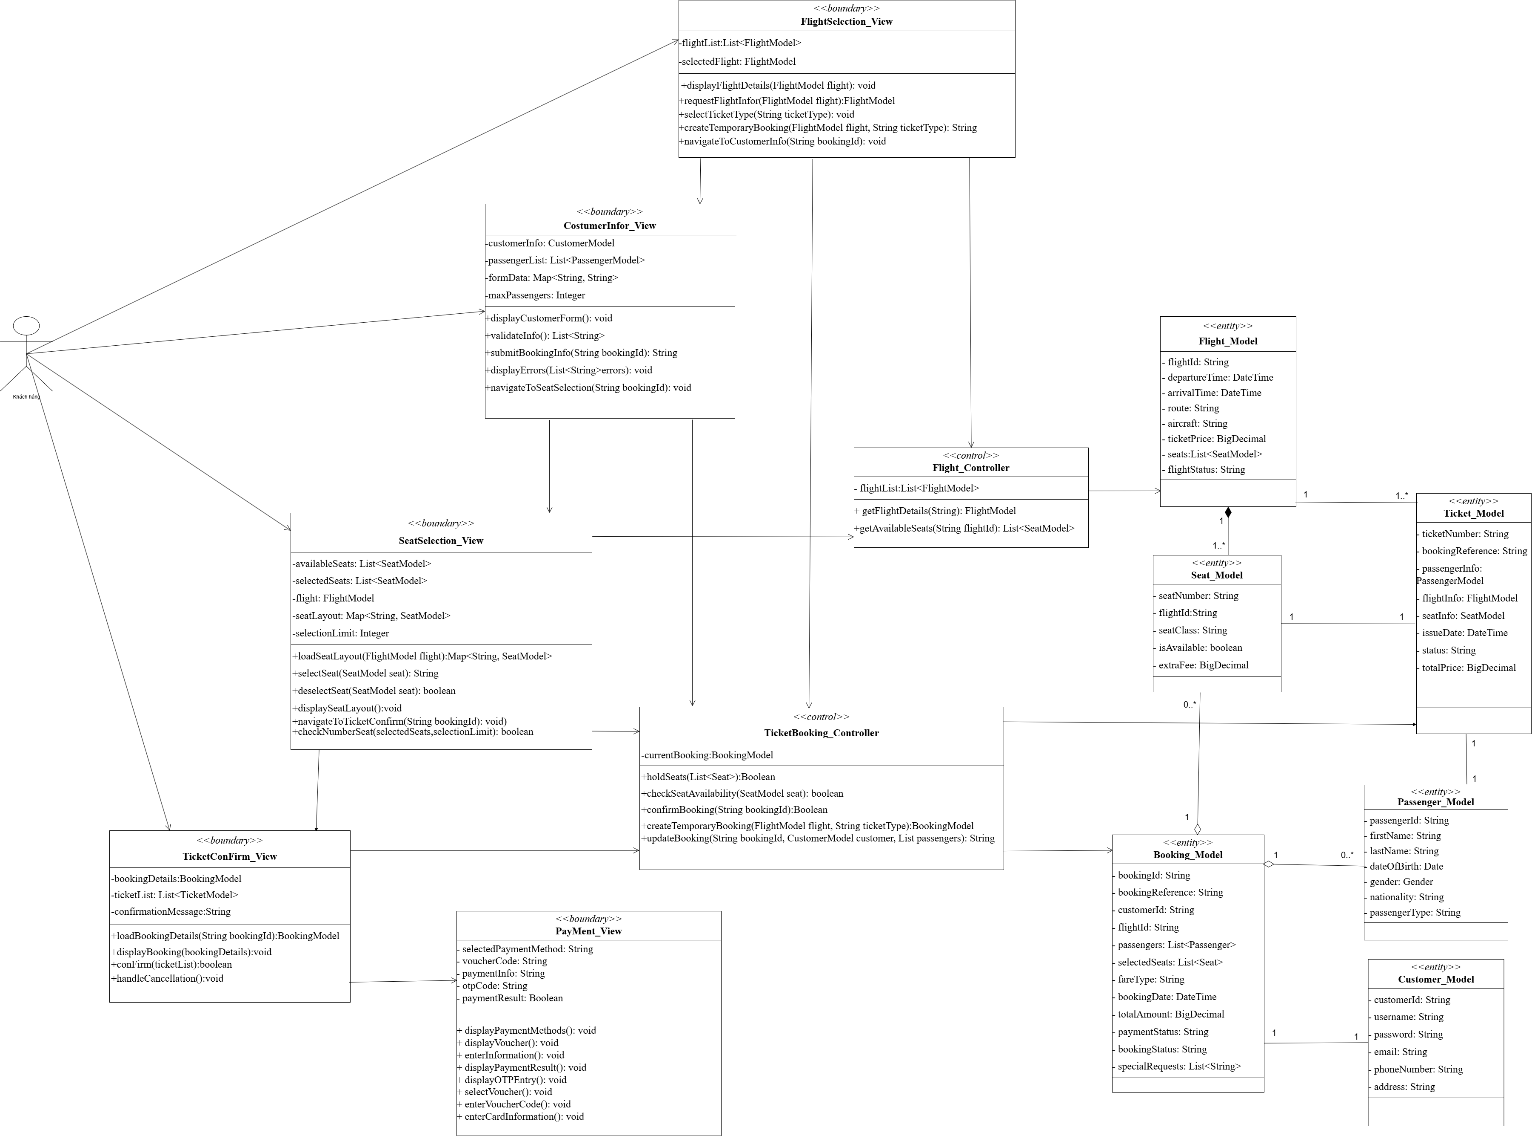 <<boundary>>
FlightSelection_View
-flightList:List<FlightModel>
-selectedFlight: FlightModel
+displayFlightDetails(FlightModel flight): void
+requestFlightInfor(FlightModel flight):FlightModel
+selectTicketType(String ticketType): void
+createTemporaryBooking(FlightModel flight, String ticketType): String
+navigateToCustomerInfo(String bookingId): void
<<boundary>>
CostumerInfor_View
-customerInfo: CustomerModel
-passengerList: List<PassengerModel>
-formData: Map<String, String>
-maxPassengers: Integer
+displayCustomerForm(): void
+validateInfo(): List<String>
+submitBookingInfo(String bookingId): String
+displayErrors(List<String>errors): void
+navigateToSeatSelection(String bookingId): void
Khách hàng
<<control>>
Flight_Controller
- flightList:List<FlightModel>
+ getFlightDetails(String): FlightModel
+getAvailableSeats(String flightId): List<SeatModel>
<<entity>>
Flight_Model
- flightId: String
- departureTime: DateTime
- arrivalTime: DateTime
- route: String
- aircraft: String
- ticketPrice: BigDecimal
- seats:List<SeatModel>
- flightStatus: String
1
1..*
1
1..*
<<entity>>
Ticket_Model
- ticketNumber: String
- bookingReference: String
- passengerInfo:
PassengerModel
- flightInfo: FlightModel
- seatInfo: SeatModel
- issueDate: DateTime
- status: String
- totalPrice: BigDecimal
<<entity>>
Seat_Model
- seatNumber: String
- flightId:String
- seatClass: String
- isAvailable: boolean
- extraFee: BigDecimal
1
1
0..*
1
1
1
<<boundary>>
SeatSelection_View
-availableSeats: List<SeatModel>
-selectedSeats: List<SeatModel>
-flight: FlightModel
-seatLayout: Map<String, SeatModel>
-selectionLimit: Integer
+loadSeatLayout(FlightModel flight):Map<String, SeatModel>
+selectSeat(SeatModel seat): String
+deselectSeat(SeatModel seat): boolean
+displaySeatLayout():void
+navigateToTicketConfirm(String bookingId): void)
+checkNumberSeat(selectedSeats,selectionLimit): boolean
<<control>>
TicketBooking_Controller
-currentBooking:BookingModel
+holdSeats(List<Seat>):Boolean
+checkSeatAvailability(SeatModel seat): boolean
+confirmBooking(String bookingId):Boolean
+createTemporaryBooking(FlightModel flight, String ticketType):BookingModel
+updateBooking(String bookingId, CustomerModel customer, List passengers): String
<<entity>>
Passenger_Model
- passengerId: String
- firstName: String
- lastName: String
- dateOfBirth: Date
- gender: Gender
- nationality: String
- passengerType: String
<<boundary>>
TicketConFirm_View
-bookingDetails:BookingModel
-ticketList: List<TicketModel>
-confirmationMessage:String
+loadBookingDetails(String bookingId):BookingModel
+displayBooking(bookingDetails):void
+conFirm(ticketList):boolean
+handleCancellation():void
<<entity>>
Booking_Model
- bookingId: String
- bookingReference: String
- customerId: String
- flightId: String
- passengers: List<Passenger>
- selectedSeats: List<Seat>
- fareType: String
- bookingDate: DateTime
- totalAmount: BigDecimal
- paymentStatus: String
- bookingStatus: String
- specialRequests: List<String>
1
0..*
1
1
<<boundary>>
PayMent_View
- selectedPaymentMethod: String
- voucherCode: String
- paymentInfo: String
- otpCode: String
- paymentResult: Boolean
+ displayPaymentMethods(): void
+ displayVoucher(): void
+ enterInformation(): void
+ displayPaymentResult(): void
+ displayOTPEntry(): void
+ selectVoucher(): void
+ enterVoucherCode(): void
+ enterCardInformation(): void
<<entity>>
Customer_Model
- customerId: String
- username: String
- password: String
- email: String
- phoneNumber: String
- address: String